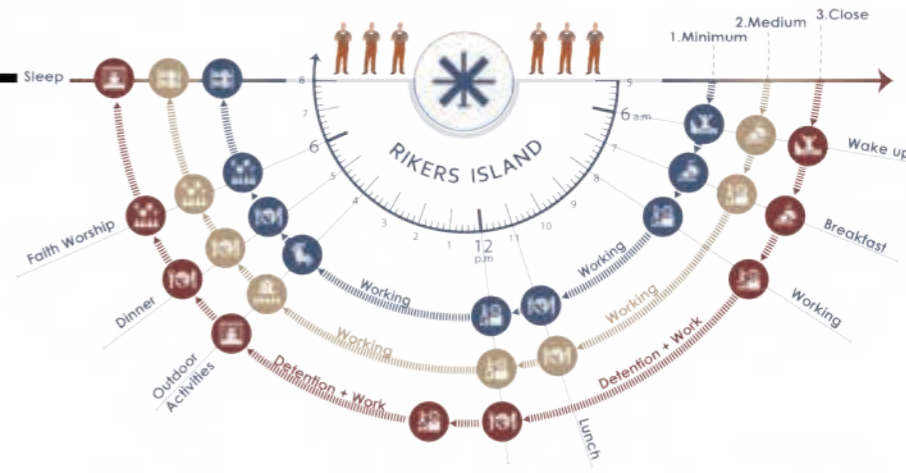 3.Close
2.Medium
1.Minimum
Sleep
8
5
7
6 a.m
6
7
5
8
4
9
3
10
2
11
1
12
p.m
RIKERS ISLAND
Wake up
Breakfast
Working
Faith Worship
Dinner
Outdoor
Activities
Lunch
Working
Working
Working
Working
Detention + Work
Detention + Work